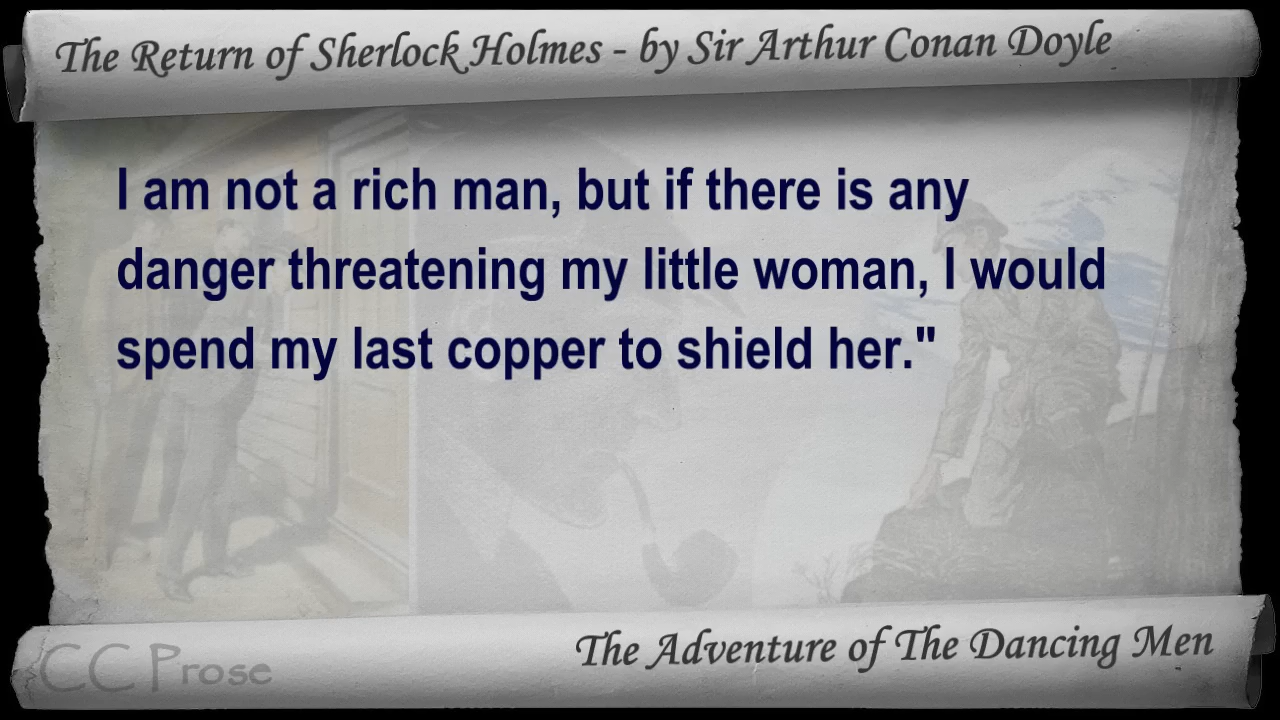 The Return of Sherlock Holmes - by Sir Arthur Conan Doyle
I am not a rich man, but if there is any
danger threatening my little woman, I would
spend my last copper to shield her."
The Adventure of The Dancing Men
CC Prose